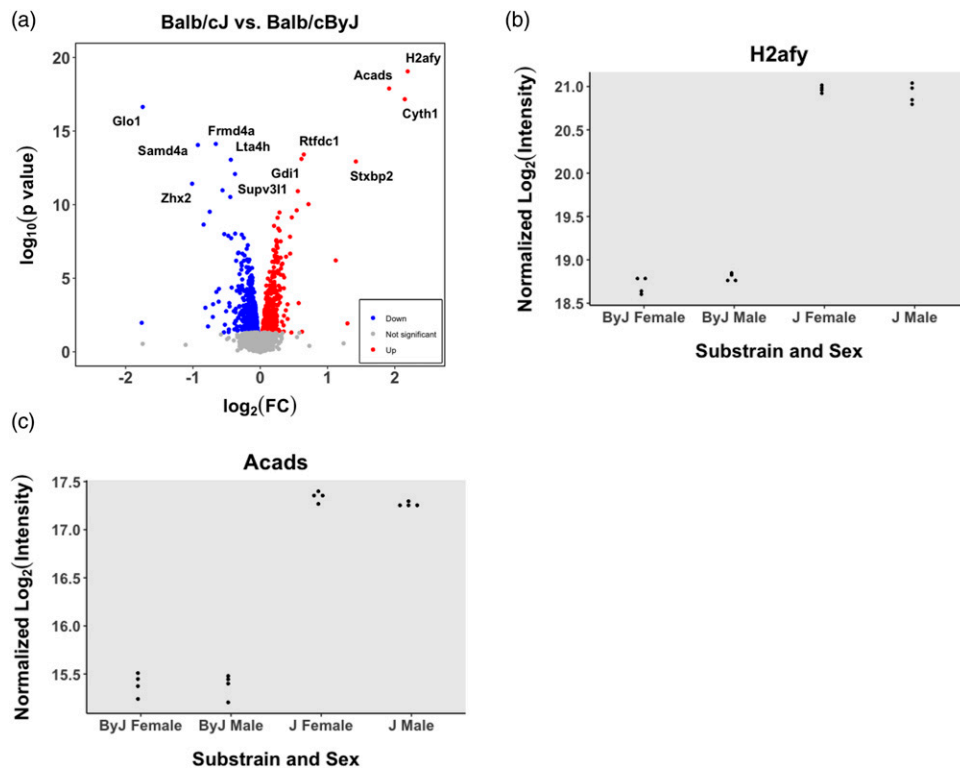 (a)
Balb/cJ vs. Balb/cByJ
20
15
10
5
0
log10(p value)
H2afy
Acads
Cyth1
Glo1
Frmd4a
Samd4a
Lta4h
Rtfdc1
Gdi1
Stxbp2
Zhx2
Supv3l1
Down
Not significant
Up
-2
-1
0
1
2
log2(FC)
(b)
H2afy
21.0
20.5
20.0
19.5
19.0
18.5
Normalized Log2(Intensity)
ByJ Female
ByJ Male
J Female
J Male
Substrain and Sex
(c)
Acads
17.5
17.0
16.5
16.0
15.5
Normalized Log2(Intensity)
ByJ Female
ByJ Male
J Female
J Male
Substrain and Sex